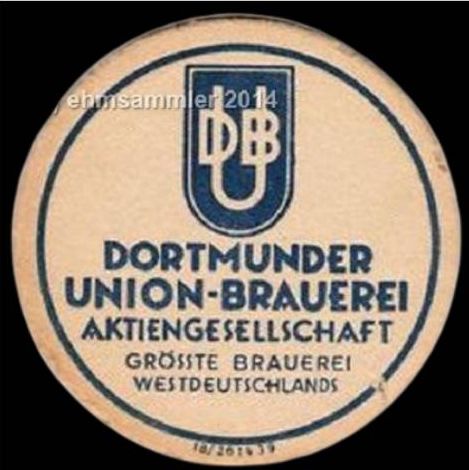 ehmsammler 2014
DUB
DORTMUNDER
UNION-BRAUEREI
AKTIENGESELLSCHAFT
GRÖSSTE BRAUEREI
WESTDEUTSCHLANDS